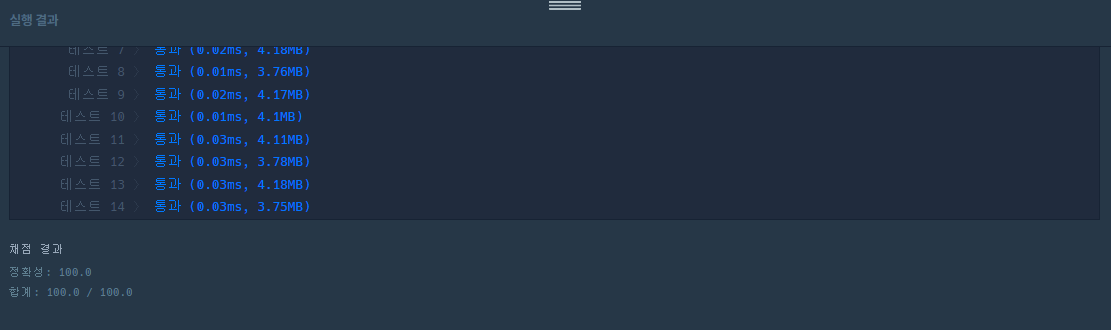 실행 결과
테스트 7 〉 통과 (0.02ms, 4.18MB)
테스트 8 〉 통과 (0.01ms, 3.76MB)
테스트 9 〉 통과 (0.02ms, 4.17MB)
테스트 10 〉 통과 (0.01ms, 4.1MB)
테스트 11 〉 통과 (0.03ms, 4.11MB)
테스트 12 〉 통과 (0.03ms, 3.78MB)
테스트 13 〉 통과 (0.03ms, 4.18MB)
테스트 14 〉 통과 (0.03ms, 3.75MB)
채점 결과
정확성: 100.0
합계: 100.0 / 100.0